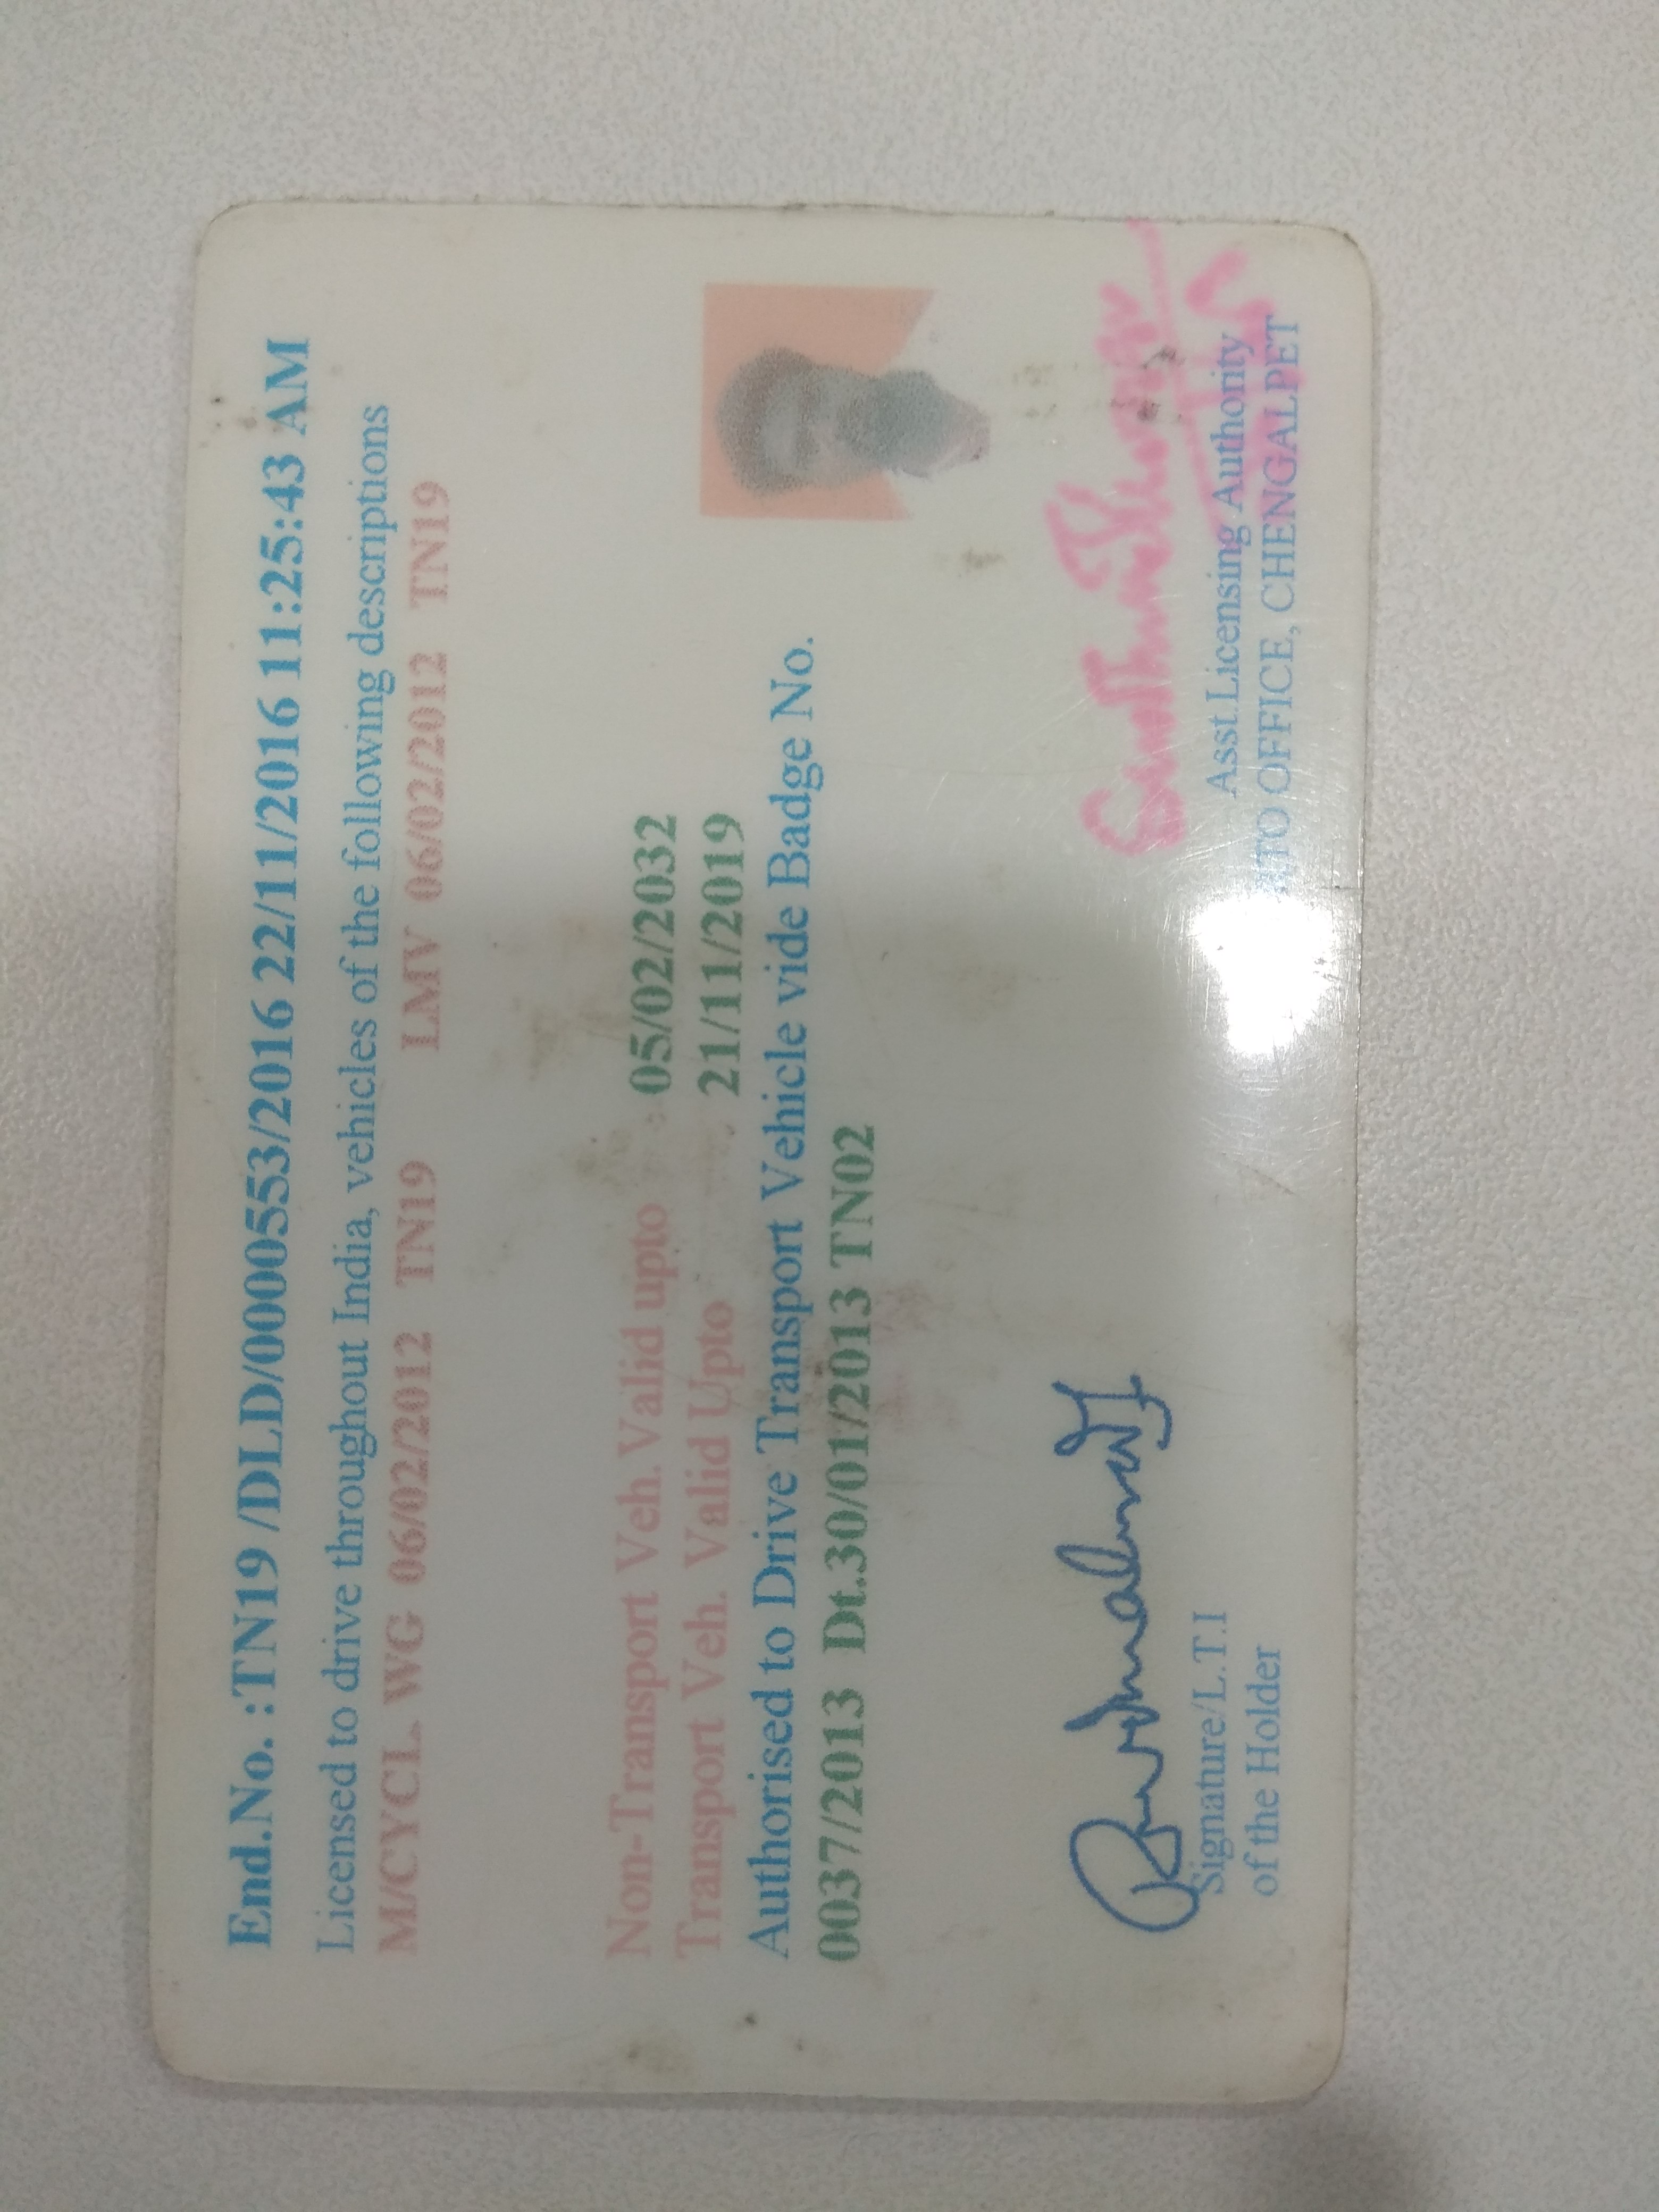 End.No. :TN19 /DLD/000553/2016 22/11/2016 11:25:43 AM
Licensed to drive throughout India, vehicles of the following descriptions
M/CYCL. WG 06/02/2012 TN19 LMV 06/02/2012 TN19
Non-Transport Veh. Valid upto : 05/02/2032
Transport Veh. Valid Upto 21/11/2019
Authorised to Drive Transport Vehicle vide Badge No.
0037/2013 Dt.30/01/2013 TN02
Signature/L.T.I
of the Holder
Asst.Licensing Authority
OFFICE, CHENGALPET